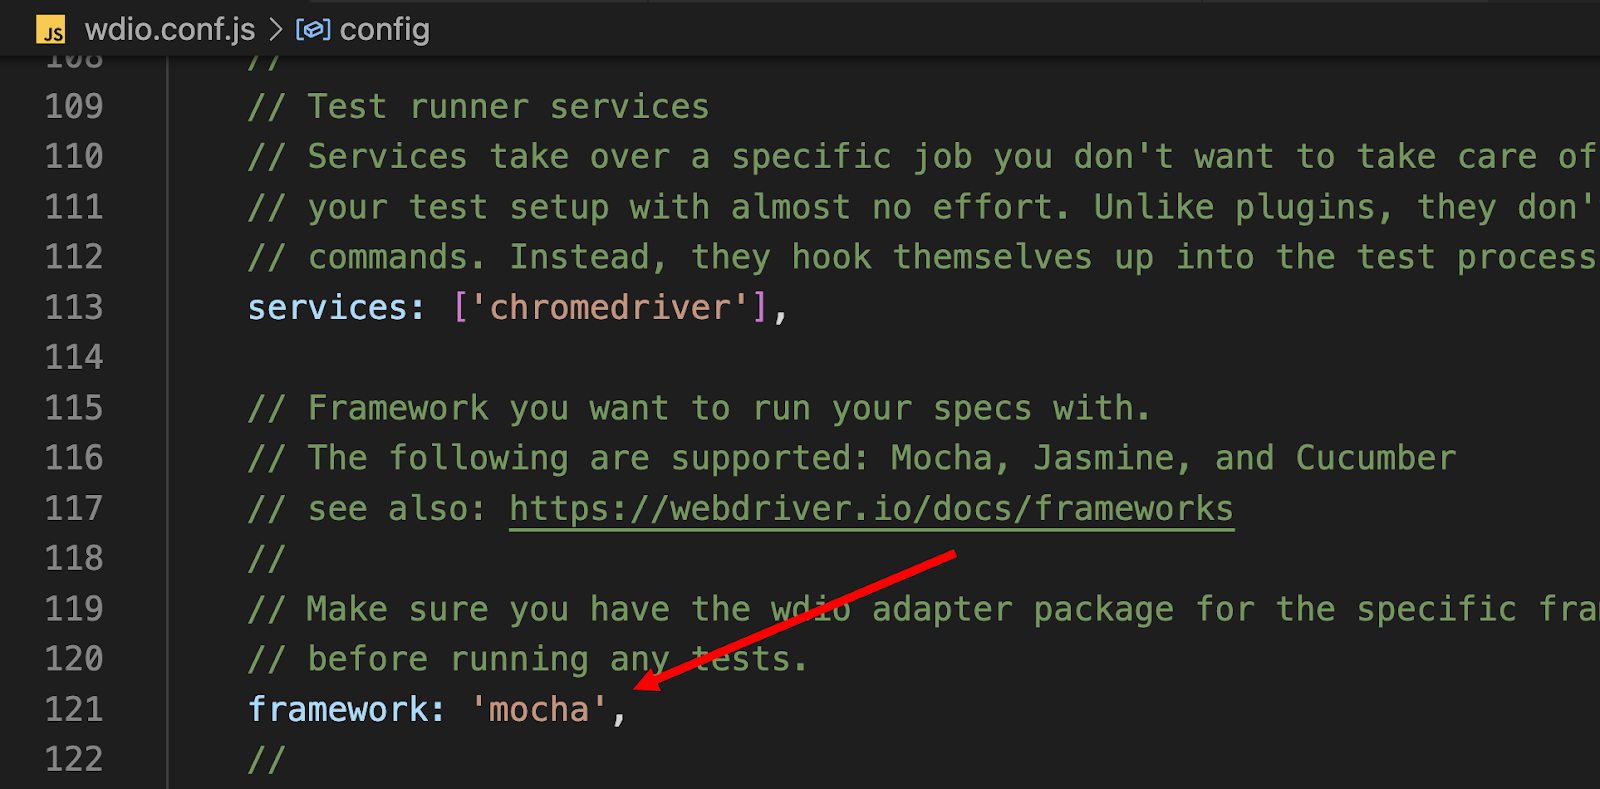 JS wdio.conf.js > config
108 //
109 // Test runner services
110 // Services take over a specific job you don't want to take care of
111 // your test setup with almost no effort. Unlike plugins, they don'
112 // commands. Instead, they hook themselves up into the test process
113 services: ['chromedriver'],
114
115 // Framework you want to run your specs with.
116 // The following are supported: Mocha, Jasmine, and Cucumber
117 // see also: https://webdriver.io/docs/frameworks
118 //
119 // Make sure you have the wdio adapter package for the specific fra
120 // before running any tests.
121 framework: 'mocha',
122 //